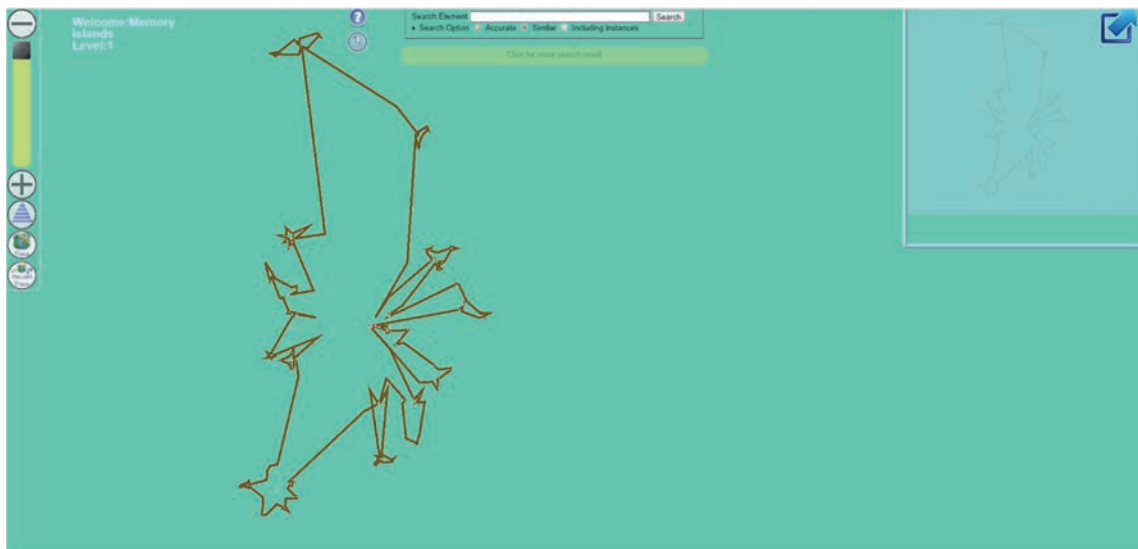 Welcome:Memory
Islands
Level:1
Search Element
Search
• Search Option Accurate Similar Including Instances
Click for more search result